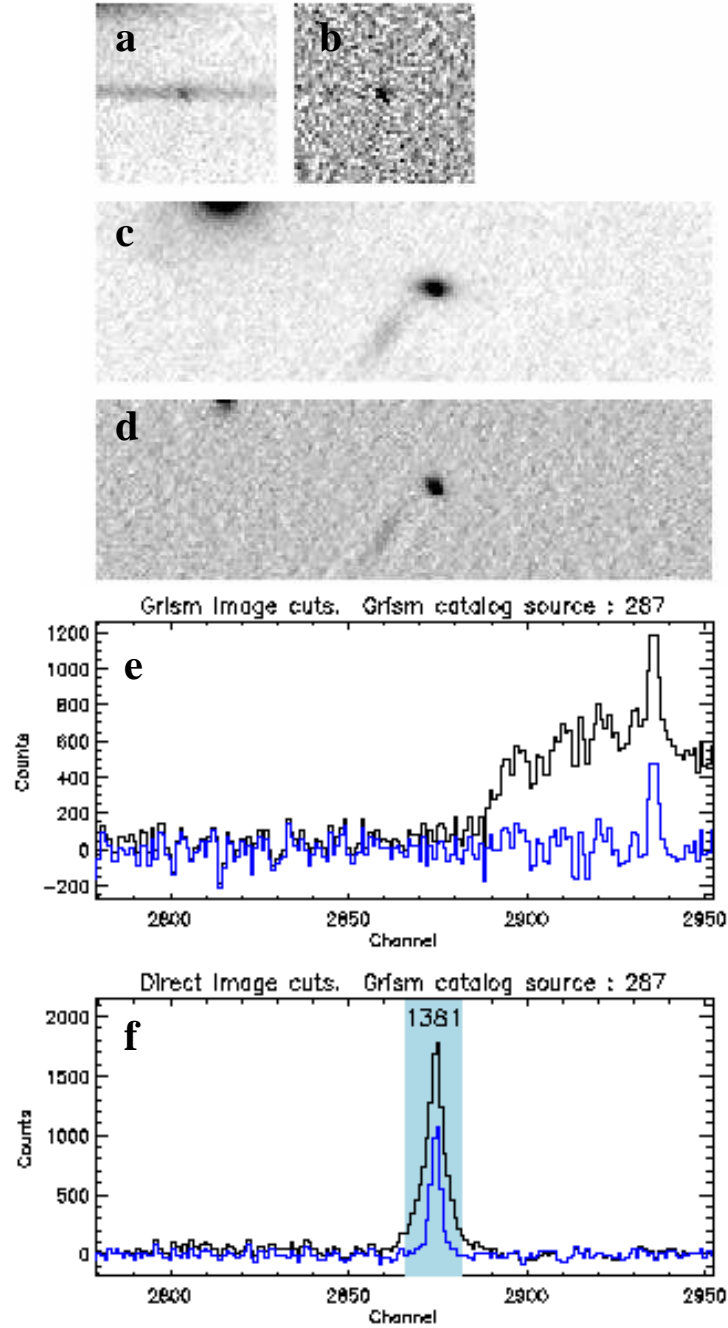 a
b
c
d
Grism Image cuts. Grism catalog source : 287
e
1200
1000
800
600
400
200
0
-200
Counts
2800
2850
2900
2950
Channel
Direct Image cuts. Grism catalog source : 287
f
1381
2000
1500
1000
500
0
Counts
2800
2850
2900
2950
Channel